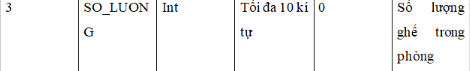 3 SO_LUON Int Tối đa 10 kí 0 Số lượng
G tự ghế trong
phòng